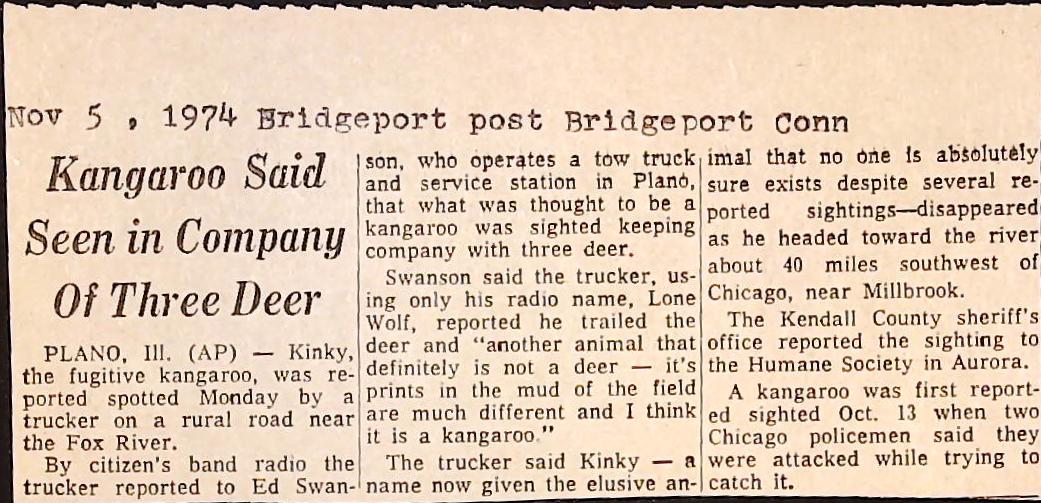 Nov 5 , 1974 Bridgeport post Bridgeport Conn
Kangaroo Said
Seen in Company
Of Three Deer
PLANO, Ill. (AP) — Kinky,
the fugitive kangaroo, was re-
ported spotted Monday by a
trucker on a rural road near
the Fox River.
By citizen's band radio the
trucker reported to Ed Swan-
son, who operates a tow truck
and service station in Plano,
that what was thought to be a
kangaroo was sighted keeping
company with three deer.
Swanson said the trucker, us-
ing only his radio name, Lone
Wolf, reported he trailed the
deer and "another animal that
definitely is not a deer — it's
prints in the mud of the field
are much different and I think
it is a kangaroo."
The trucker said Kinky — a
name now given the elusive an-
imal that no one is absolutely
sure exists despite several re-
ported sightings—disappeared
as he headed toward the river
about 40 miles southwest of
Chicago, near Millbrook.
The Kendall County sheriff's
office reported the sighting to
the Humane Society in Aurora.
A kangaroo was first report-
ed sighted Oct. 13 when two
Chicago policemen said they
were attacked while trying to
catch it.